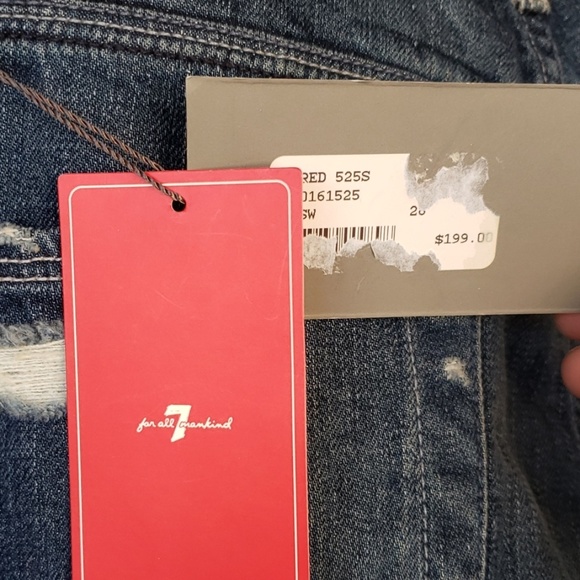 RED 525S
0161525
SW
$199.00
for all 7 mankind